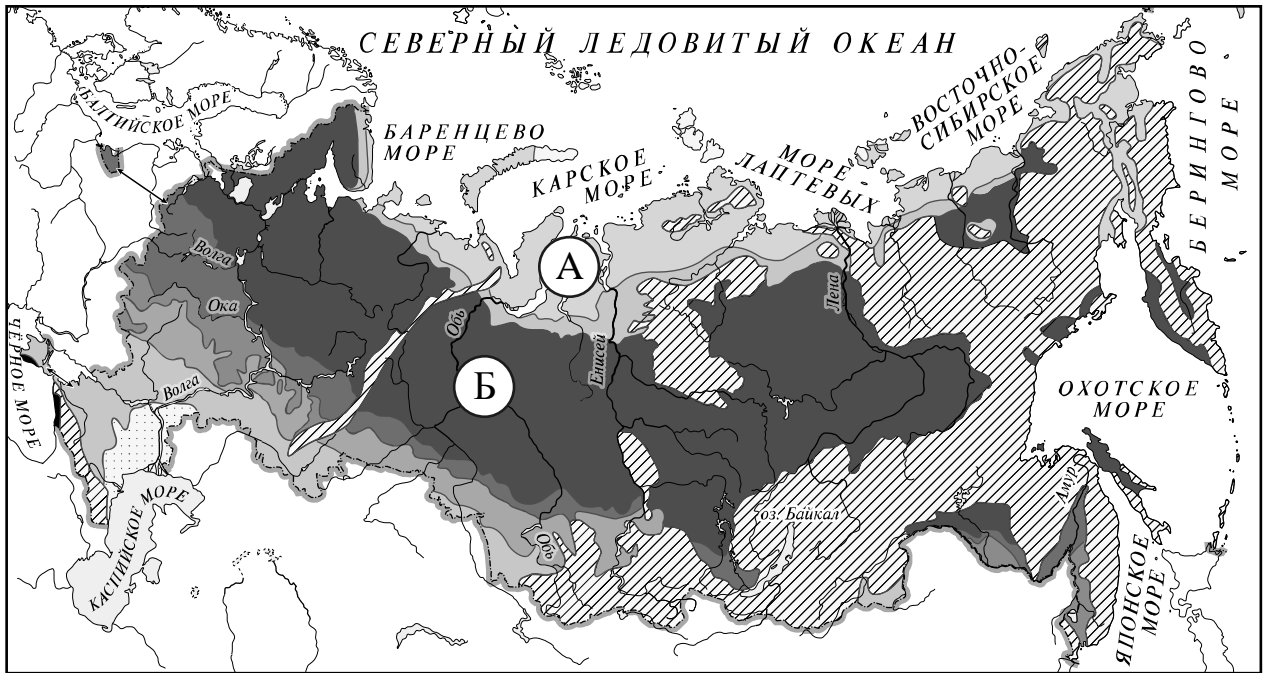 СЕВЕРНЫЙ ЛЕДОВИТЫЙ ОКЕАН
БАЛТИЙСКОЕ МОРЕ
БАРЕНЦЕВО
МОРЕ
КАРСКОЕ
МОРЕ
МОРЕ
ЛАПТЕВЫХ
ВОСТОЧНО-
СИБИРСКОЕ
МОРЕ
БЕРИНГОВО
МОРЕ
Волга
Ока
Обь
А
Енисей
Лена
ЧЁРНОЕ МОРЕ
Волга
Б
ОХОТСКОЕ
МОРЕ
КАСПИЙСКОЕ МОРЕ
Обь
оз. Байкал
Амур
ЯПОНСКОЕ
МОРЕ